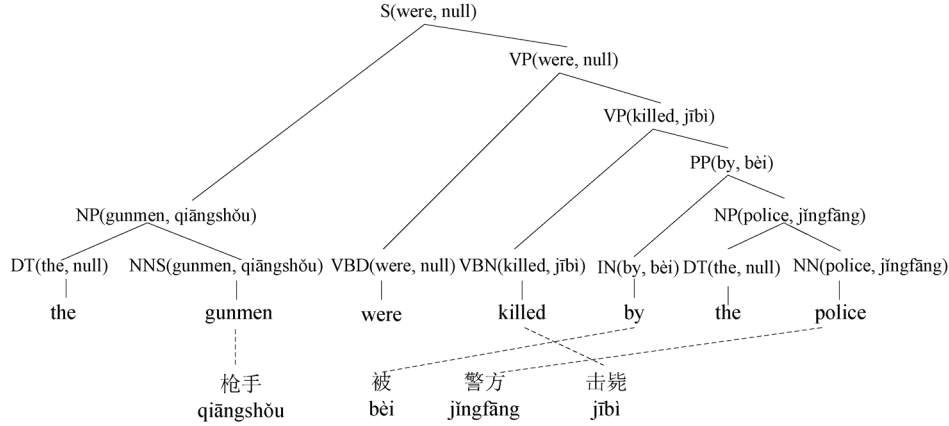 S(were, null)
VP(were, null)
VP(killed, jībì)
PP(by, bèi)
NP(gunmen, qiāngshǒu) NP(police, jǐngfāng)
DT(the, null) NNS(gunmen, qiāngshǒu) VBD(were, null) VBN(killed, jībì) IN(by, bèi) DT(the, null) NN(police, jǐngfāng)
the gunmen were killed by the police
枪手 被 警方 击毙
qiāngshǒu bèi jǐngfāng jībì